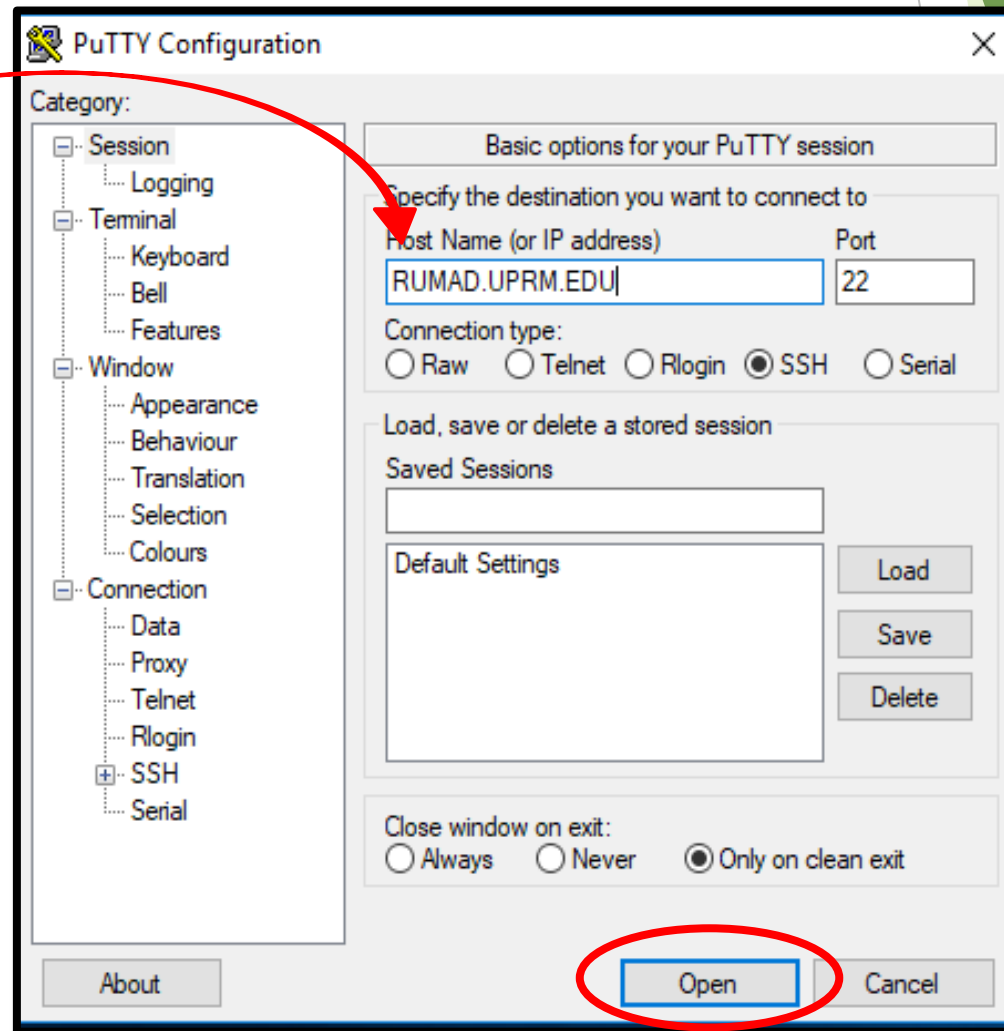 PuTTY Configuration
Category:
Session
Logging
Terminal
Keyboard
Bell
Features
Window
Appearance
Behaviour
Translation
Selection
Colours
Connection
Data
Proxy
Telnet
Rlogin
SSH
Serial
Basic options for your PuTTY session
Specify the destination you want to connect to
Host Name (or IP address) Port
RUMAD.UPRM.EDU 22
Connection type:
Raw Telnet Rlogin SSH Serial
Load, save or delete a stored session
Saved Sessions
Default Settings
Load
Save
Delete
Close window on exit:
Always Never Only on clean exit
About Open Cancel